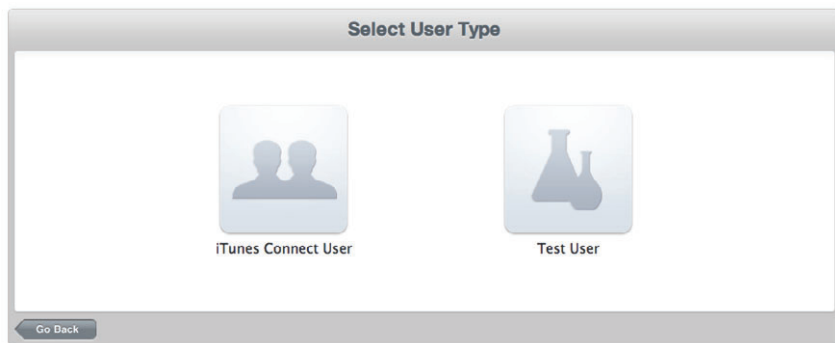 Select User Type
iTunes Connect User
Test User
Go Back